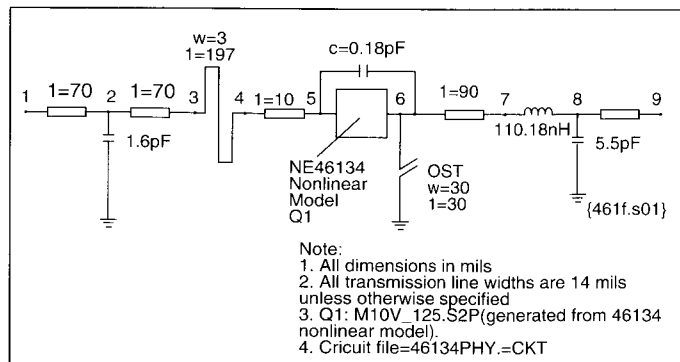 w=3
1=197
c=0.18pF
1=70
1=70
1=10
1=90
1
2
3
4
5
6
7
8
9
1.6pF
110.18nH
5.5pF
NE46134
Nonlinear
Model
Q1
OST
w=30
1=30
{461f.s01}
Note:
1. All dimensions in mils
2. All transmission line widths are 14 mils
unless otherwise specified
3. Q1: M10V_125.S2P(generated from 46134
nonlinear model).
4. Cricuit file=46134PHY.=CKT